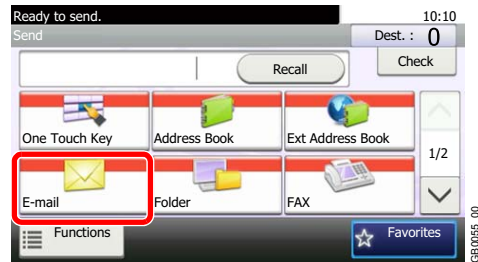 Ready to send.
10:10
Send
Dest. : 0
Recall
Check
One Touch Key
Address Book
Ext Address Book
1/2
E-mail
Folder
FAX
Functions
Favorites
GB0055_00